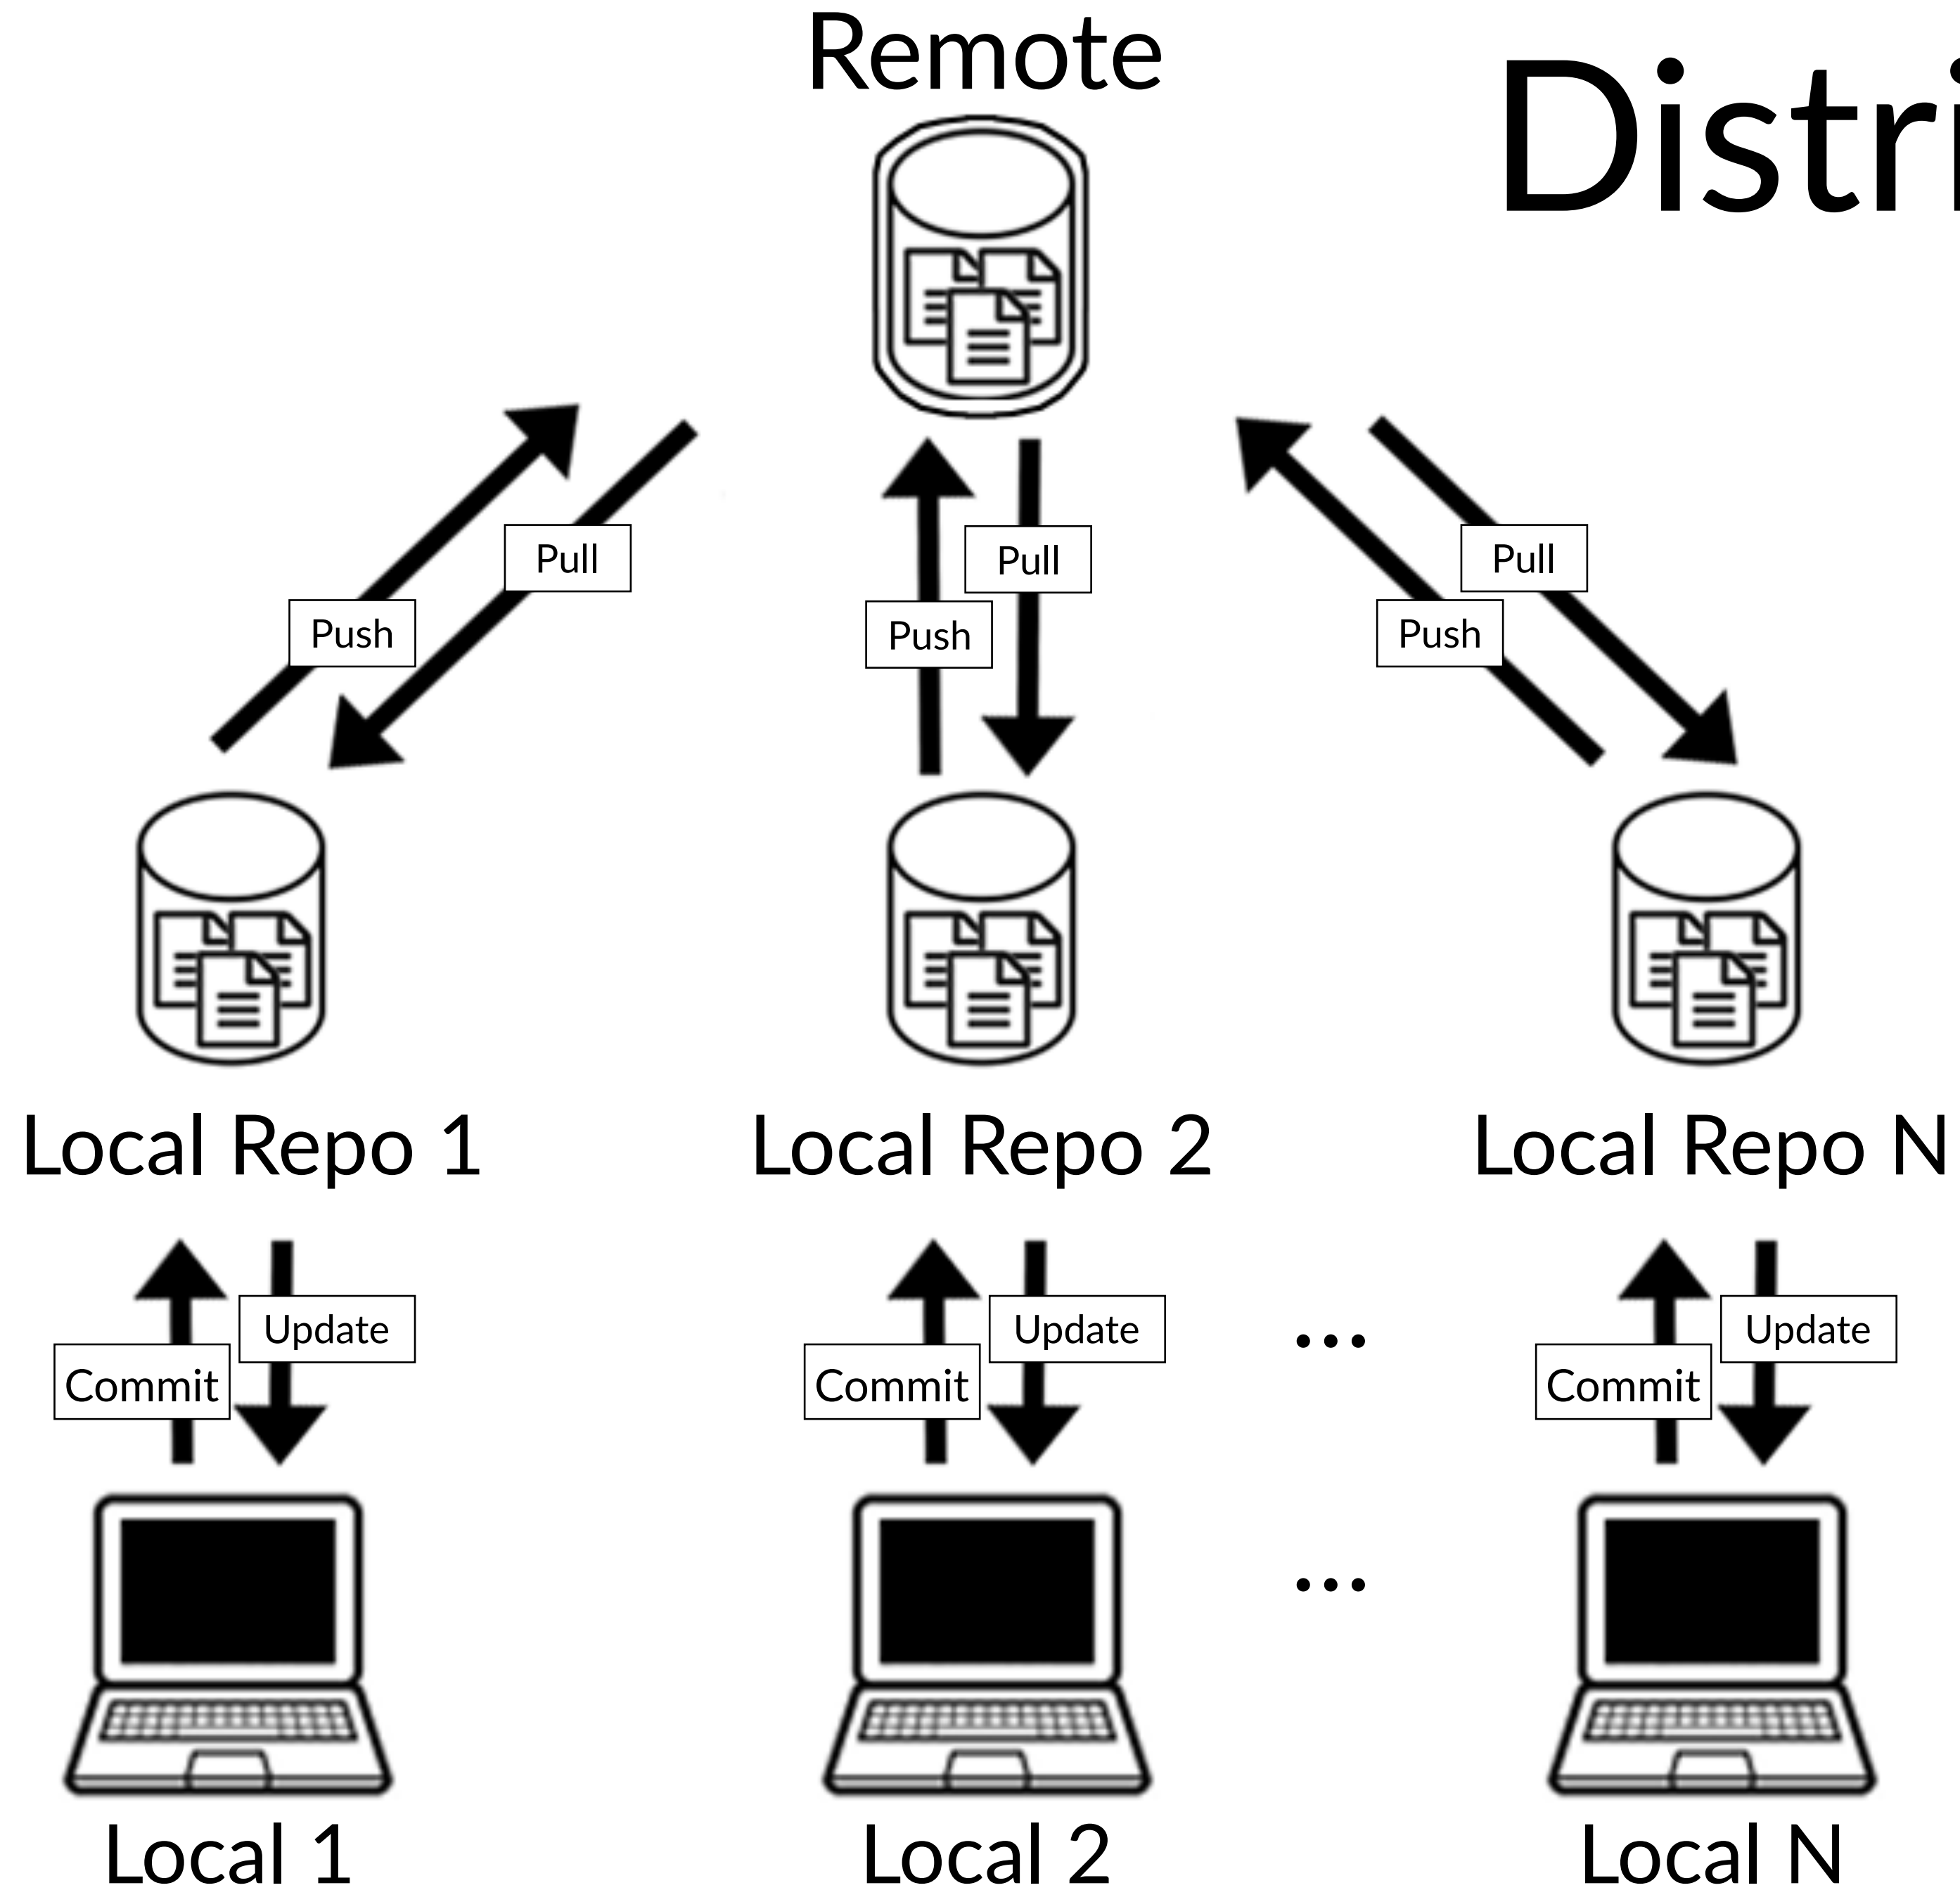 Remote
Distri
Pull
Pull
Pull
Push
Push
Push
Local Repo 1
Local Repo 2
Local Repo N
Update
Update
...
Update
Commit
Commit
Commit
...
Local 1
Local 2
Local N